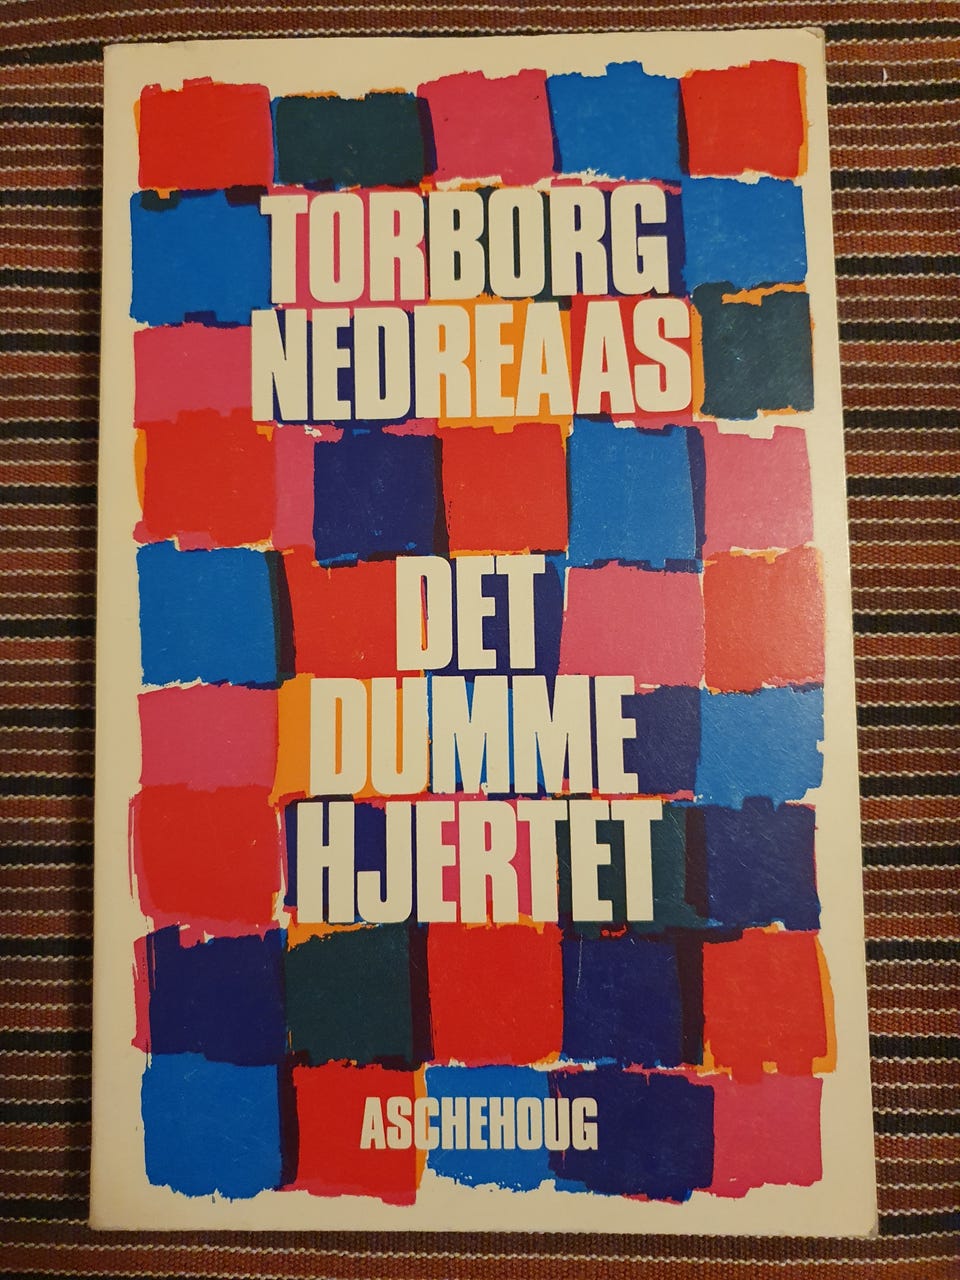 TORBORG
NEDREAAS
DET
DUMME
HJERTET
ASCHEHOUG